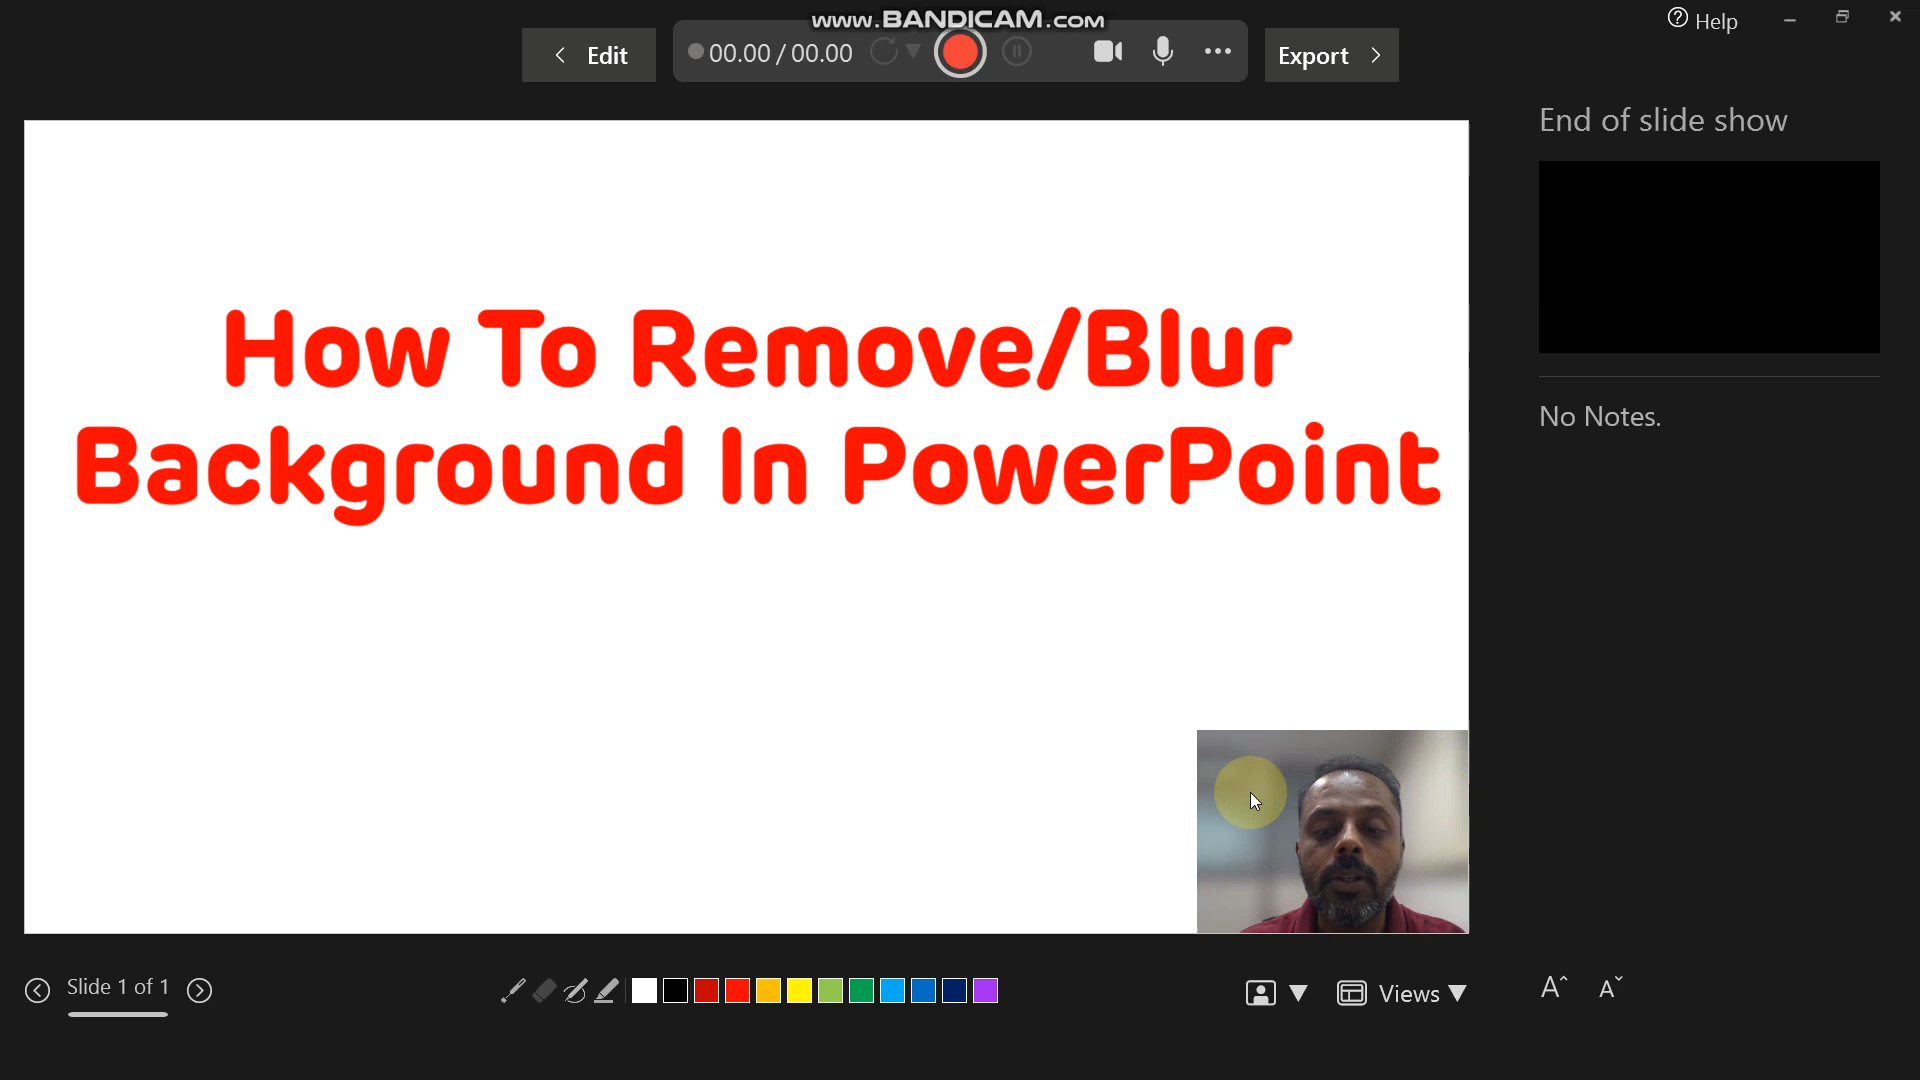 www.BANDICAM.com
Help
Edit
00.00 / 00.00
Export
End of slide show
How To Remove/Blur
Background In PowerPoint
No Notes.
Slide 1 of 1
Views
A^ Aˇ